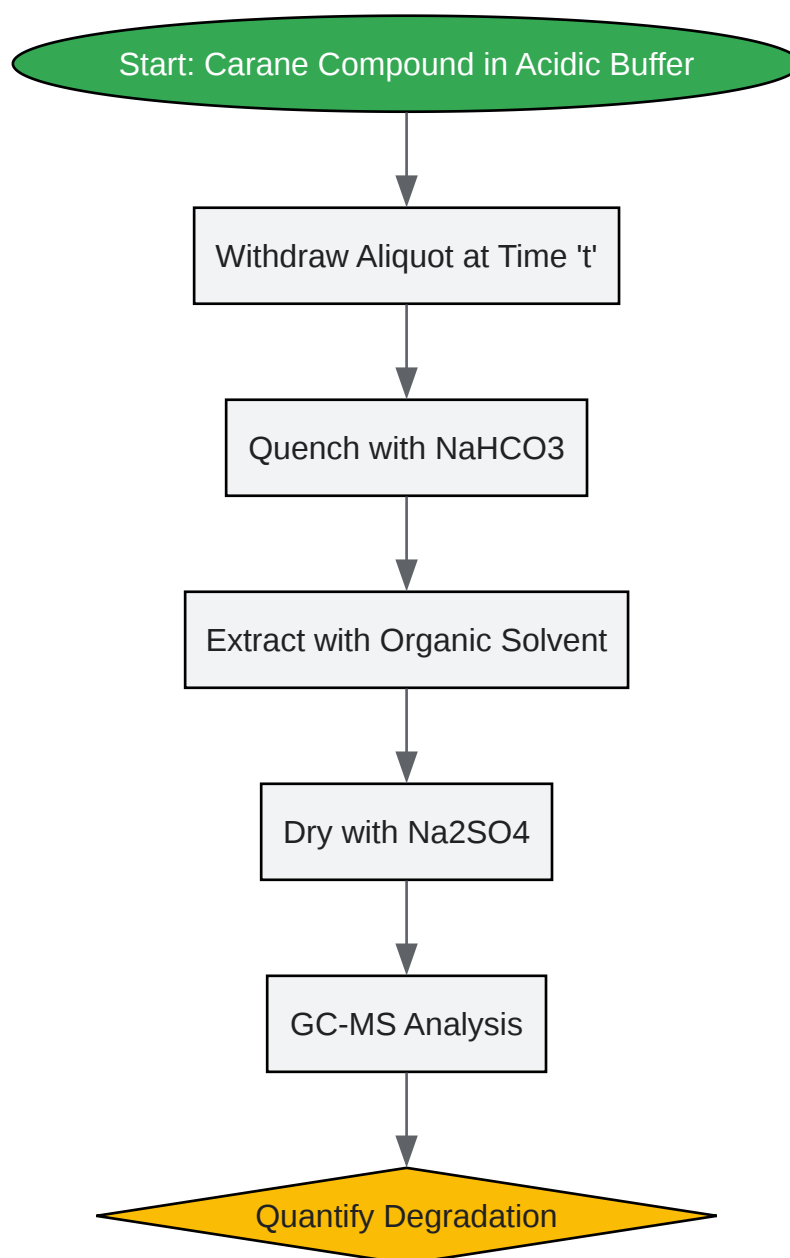 Start: Carane Compound in Acidic Buffer
Withdraw Aliquot at Time 't'
Quench with NaHCO3
Extract with Organic Solvent
Dry with Na2SO4
GC-MS Analysis
Quantify Degradation